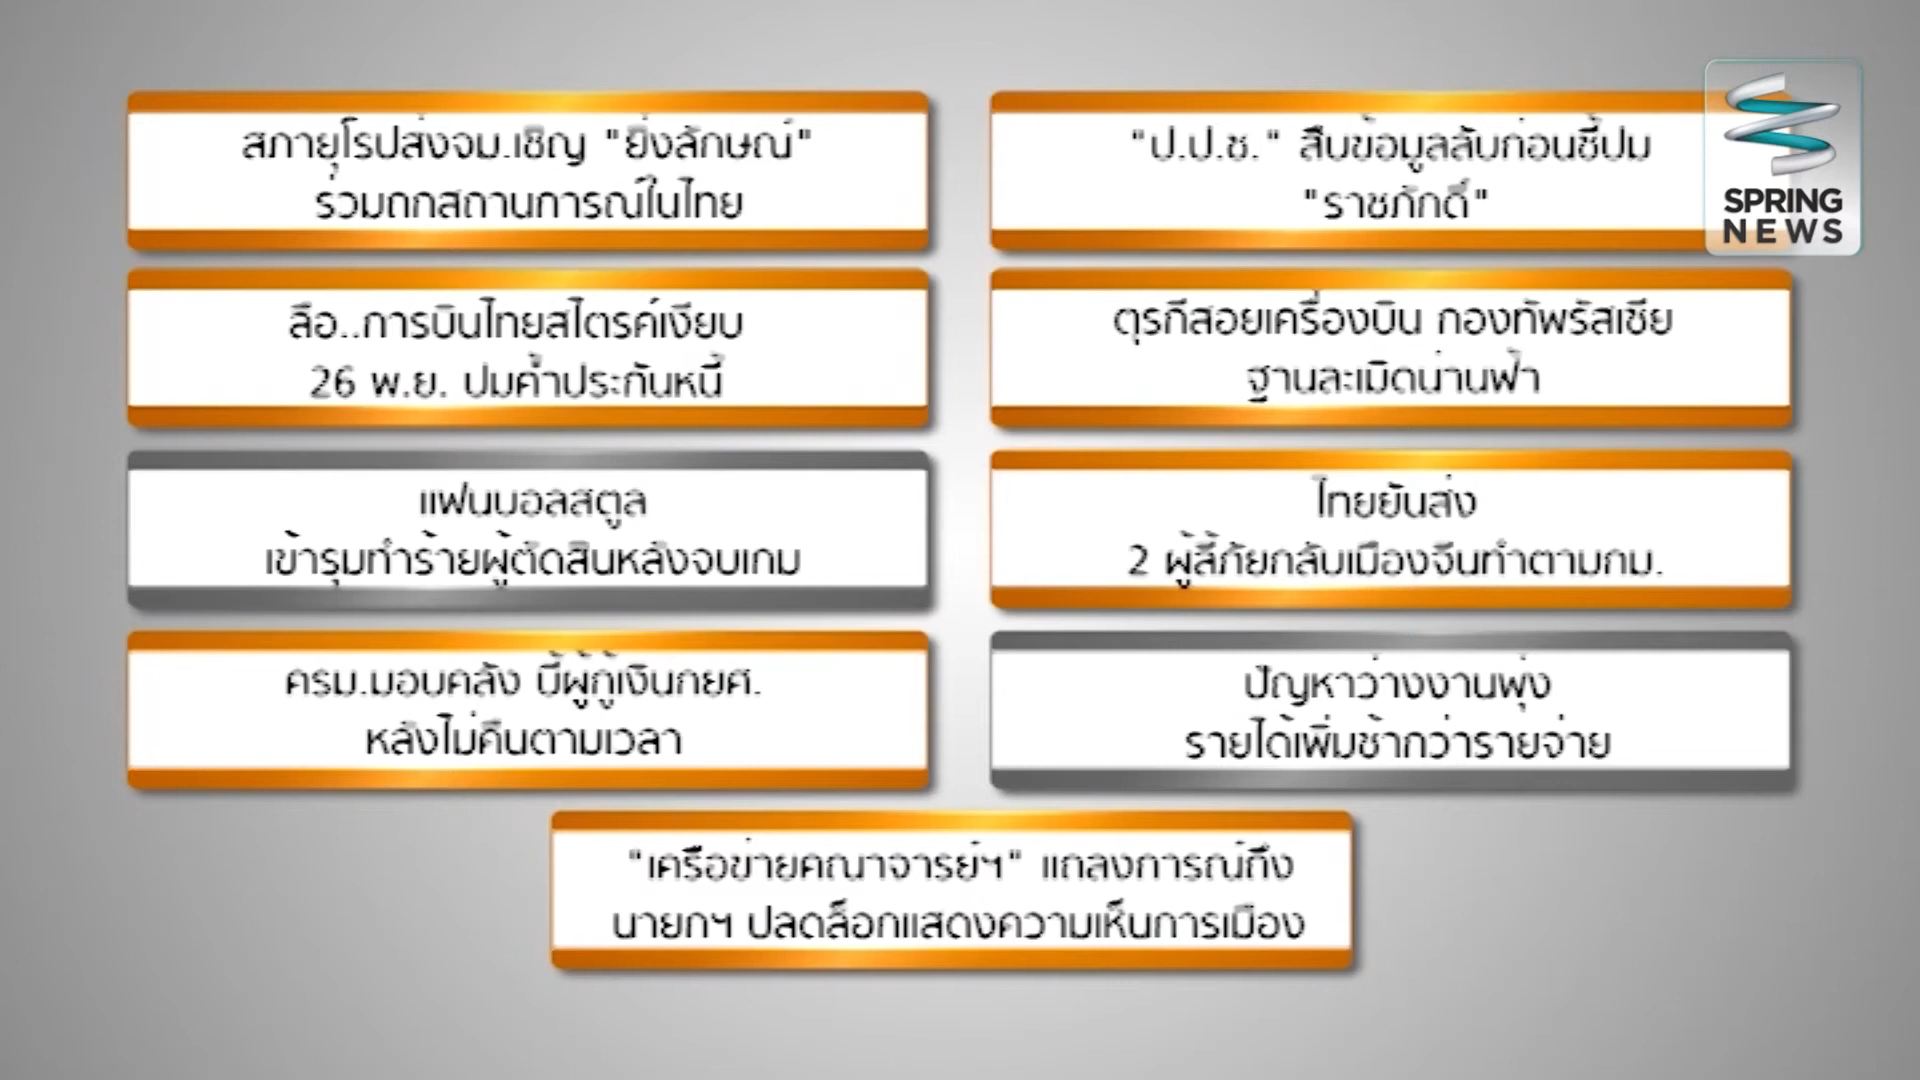 สภายุโรปส่งจม.เชิญ "ยิ่งลักษณ์"
ร่วมถกสถานการณ์ในไทย
"ป.ป.ช." สืบข้อมูลลับก่อนชี้ปม
"ราชภักดิ์"
SPRING
NEWS
ลือ..การบินไทยสไตรค์เงียบ
26 พ.ย. ปมค้ำประกันหนี้
ตุรกีสอยเครื่องบิน กองทัพรัสเซีย
ฐานละเมิดน่านฟ้า
แฟนบอลสตูล
เข้ารุมทำร้ายผู้ตัดสินหลังจบเกม
ไทยยันส่ง
2 ผู้ลี้ภัยกลับเมืองจีนทำตามกม.
ครม.มอบคลัง บี้ผู้กู้เงินกยศ.
หลังไม่คืนตามเวลา
ปัญหาว่างงานพุ่ง
รายได้เพิ่มช้ากว่ารายจ่าย
"เครือข่ายคณาจารย์ฯ" แถลงการณ์ถึง
นายกฯ ปลดล็อกแสดงความเห็นการเมือง